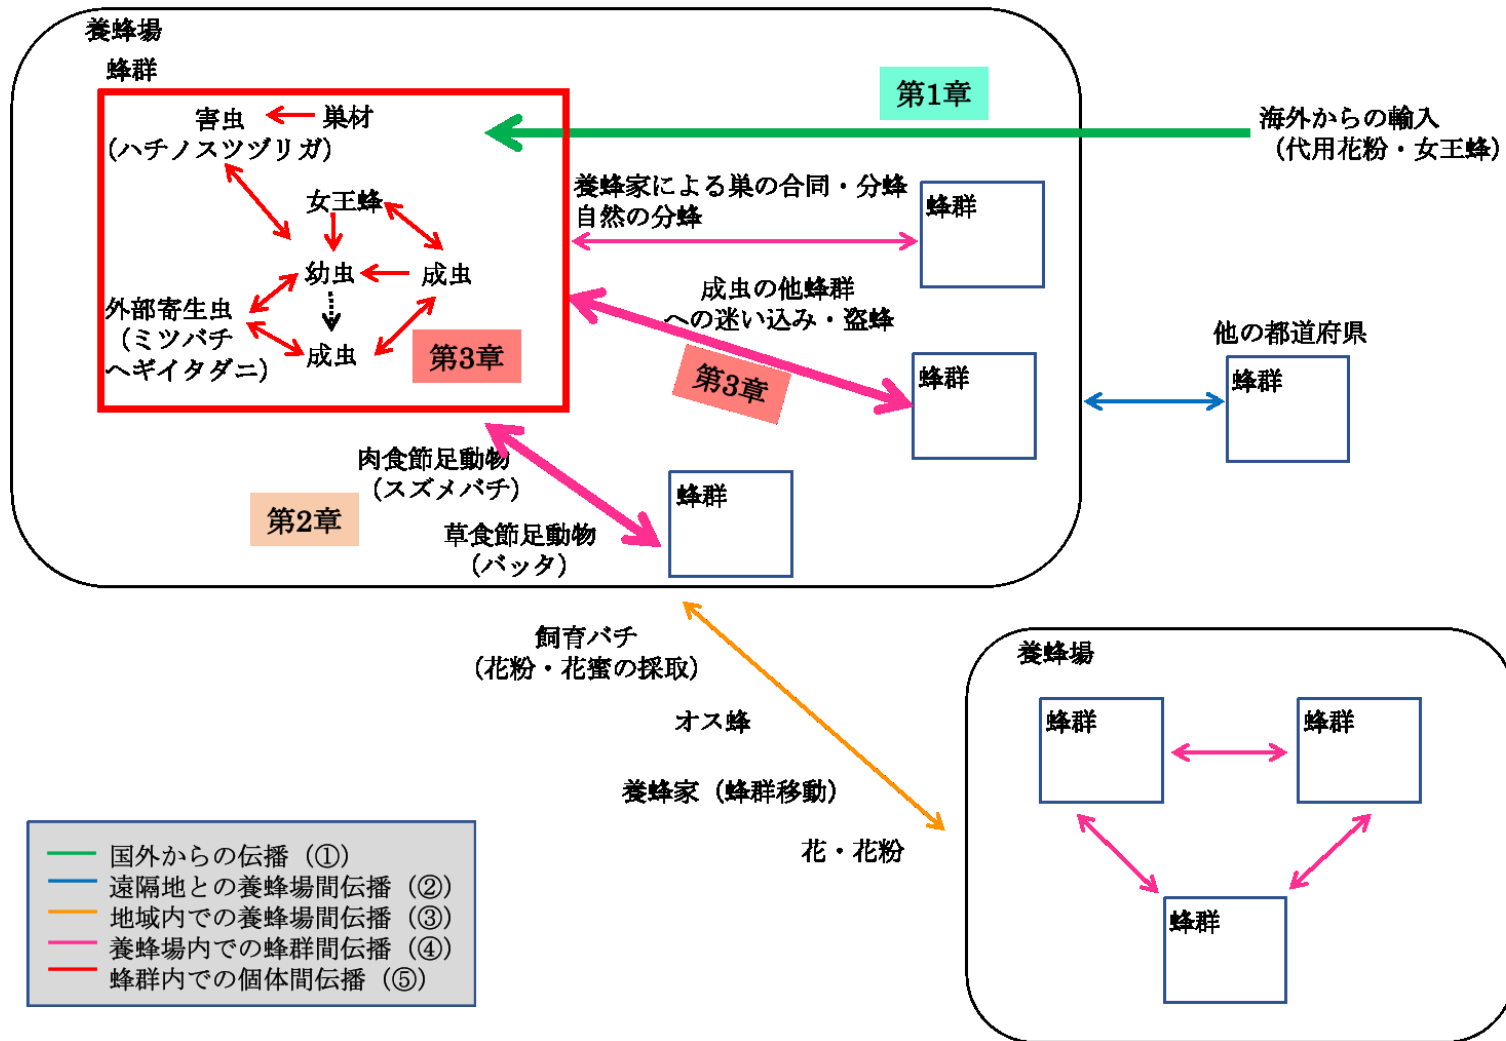 養蜂場
蜂群
害虫
巣材
(ハチノスツヅリガ)
女王蜂
幼虫
成虫
外部寄生虫
(ミツバチ
ヘギイタダニ)
成虫
第3章
第1章
海外からの輸入
(代用花粉・女王蜂)
養蜂家による巣の合同・分蜂
自然の分蜂
蜂群
成虫の他蜂群
への迷い込み・盗蜂
第3章
蜂群
他の都道府県
蜂群
肉食節足動物
(スズメバチ)
第2章
草食節足動物
(バッタ)
蜂群
飼育バチ
(花粉・花蜜の採取)
オス蜂
養蜂家(蜂群移動)
花・花粉
養蜂場
蜂群
蜂群
蜂群
国外からの伝播(①)
遠隔地との養蜂場間伝播(②)
地域内での養蜂場間伝播(③)
養蜂場内での蜂群間伝播(④)
蜂群内での個体間伝播(⑤)